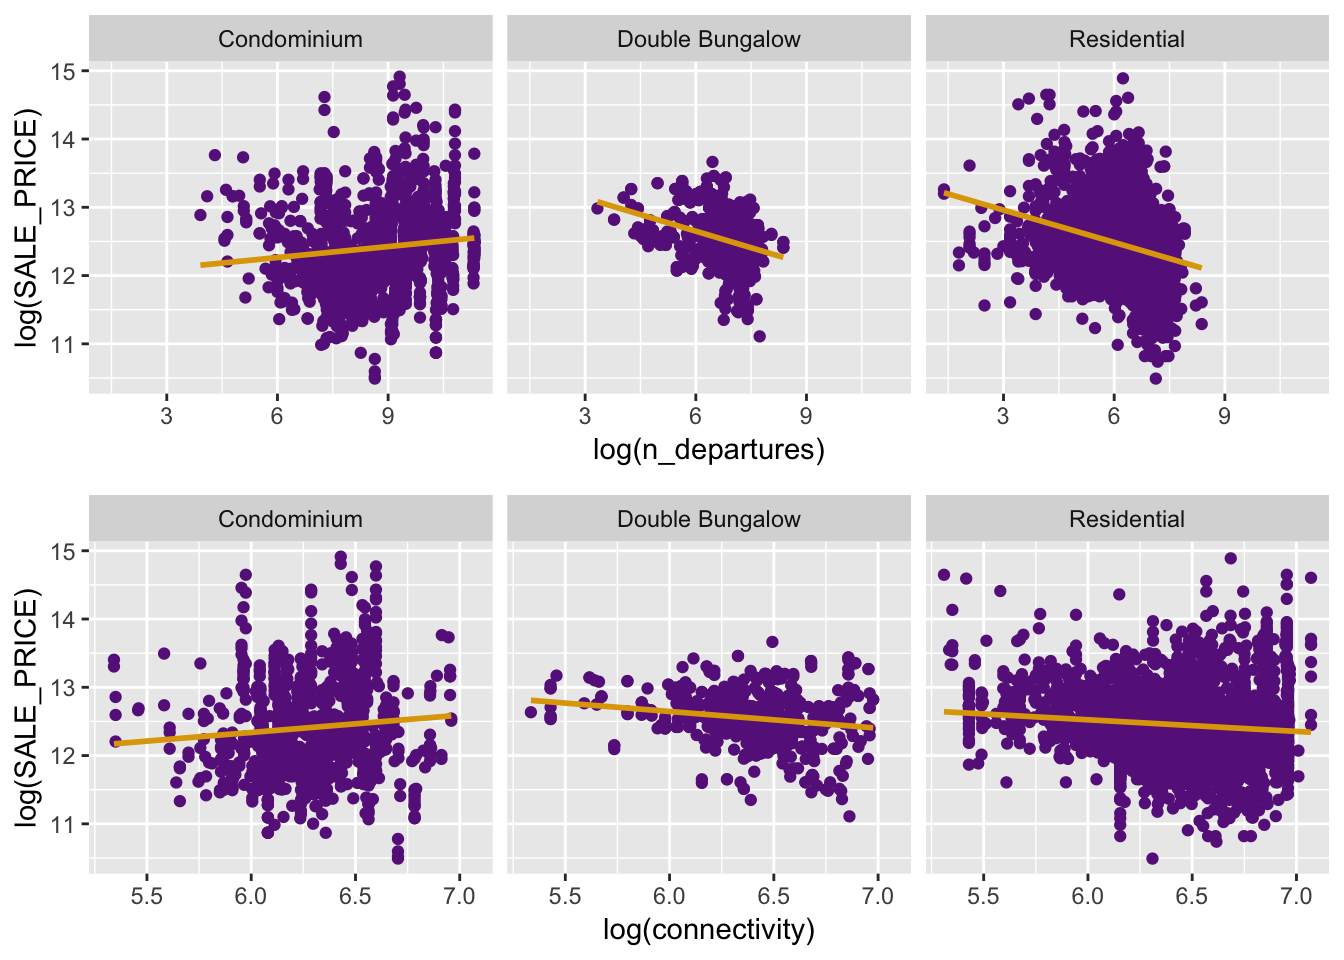 Condominium Double Bungalow Residential
15
14
13
12
11
log(SALE_PRICE)
3 6 9 3 6 9 3 6 9
log(n_departures)
Condominium Double Bungalow Residential
15
14
13
12
11
log(SALE_PRICE)
5.5 6.0 6.5 7.0 5.5 6.0 6.5 7.0 5.5 6.0 6.5 7.0
log(connectivity)